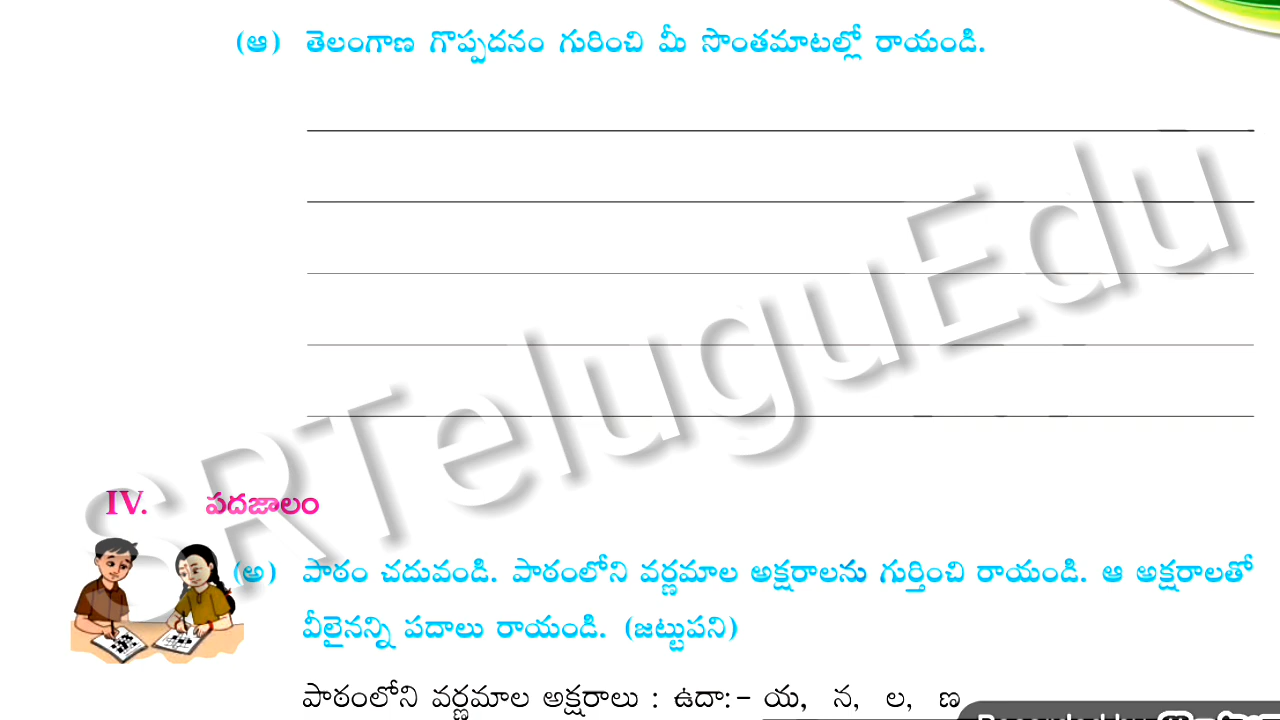 (ఆ) తెలంగాణ గొప్పదనం గురించి మీ సొంతమాటల్లో రాయండి.
SRTeluguEdu
IV. పదజాలం
(అ) పాఠం చదువండి. పాఠంలోని వర్ణమాల అక్షరాలను గుర్తించి రాయండి. ఆ అక్షరాలతో
వీలైనన్ని పదాలు రాయండి. (జట్టుపని)
పాఠంలోని వర్ణమాల అక్షరాలు : ఉదా:- య, న, ల, ణ